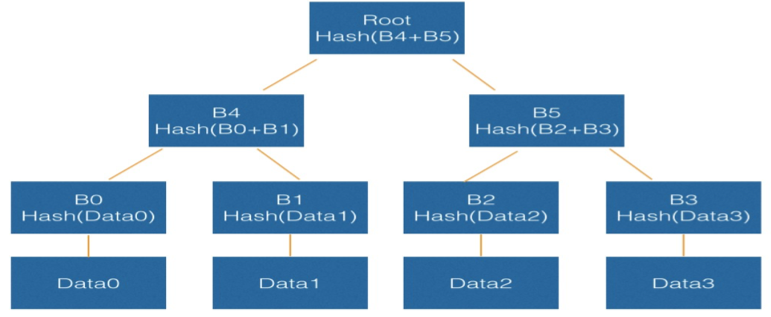 Root
Hash(B4+B5)
B4
Hash(B0+B1)
B5
Hash(B2+B3)
B0
Hash(Data0)
B1
Hash(Data1)
B2
Hash(Data2)
B3
Hash(Data3)
Data0
Data1
Data2
Data3